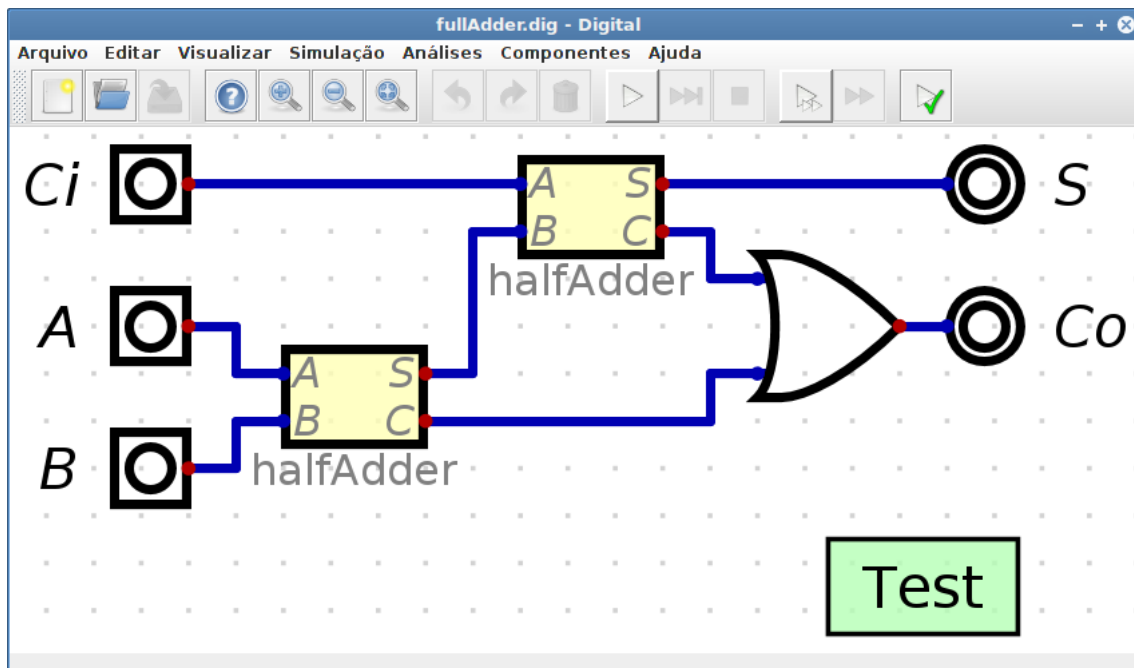 fullAdder.dig - Digital
Arquivo Editar Visualizar Simulação Análises Componentes Ajuda
Ci
A S
S
B C
halfAdder
A
Co
A S
B C
halfAdder
B
Test